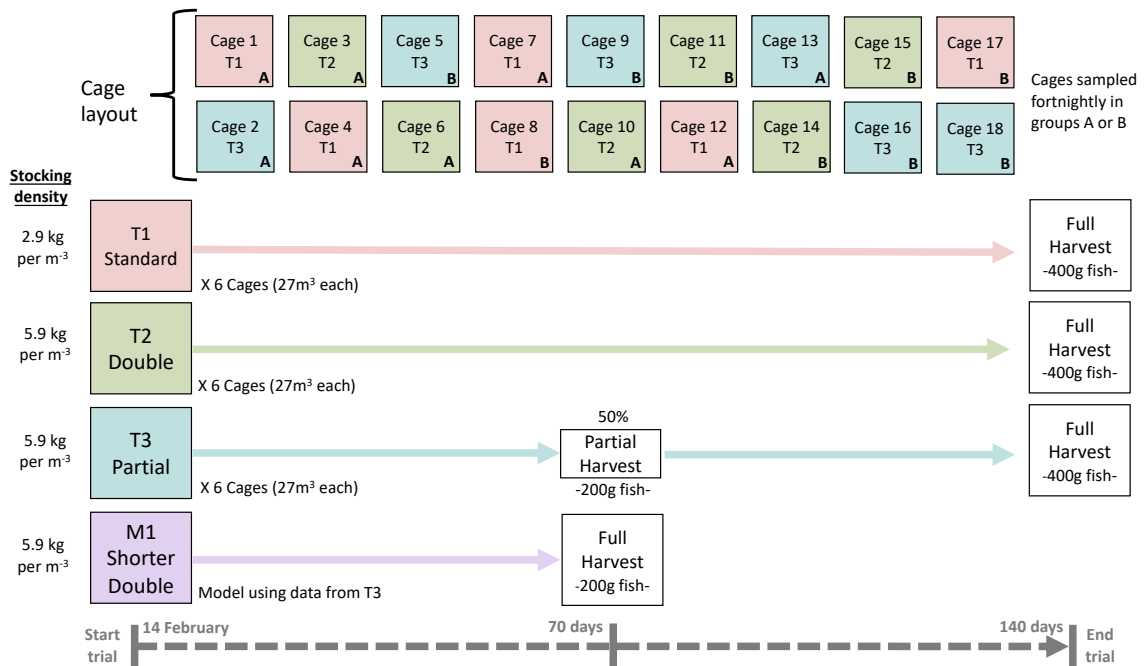 Cage layout
Cage 1 T1 A
Cage 3 T2 A
Cage 5 T3 B
Cage 7 T1 A
Cage 9 T3 B
Cage 11 T2 B
Cage 13 T3 A
Cage 15 T2 B
Cage 17 T1 B
Cage 2 T3 A
Cage 4 T1 A
Cage 6 T2 A
Cage 8 T1 B
Cage 10 T2 A
Cage 12 T1 A
Cage 14 T2 B
Cage 16 T3 B
Cage 18 T3 B
Cages sampled
fortnightly in
groups A or B
Stocking
density
2.9 kg
per m⁻³
T1
Standard
X 6 Cages (27m³ each)
Full
Harvest
-400g fish-
5.9 kg
per m⁻³
T2
Double
X 6 Cages (27m³ each)
Full
Harvest
-400g fish-
5.9 kg
per m⁻³
T3
Partial
X 6 Cages (27m³ each)
50%
Partial
Harvest
-200g fish-
Full
Harvest
-400g fish-
5.9 kg
per m⁻³
M1
Shorter
Double
Model using data from T3
Full
Harvest
-200g fish-
Start
trial
14 February
70 days
140 days
End
trial